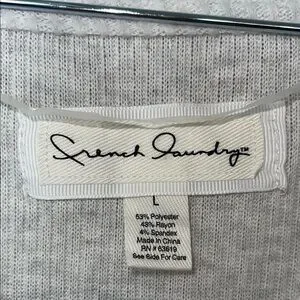 French Laundry™
L
53% Polyester
43% Rayon
4% Spandex
Made in China
RN # 63619
See Side For Care